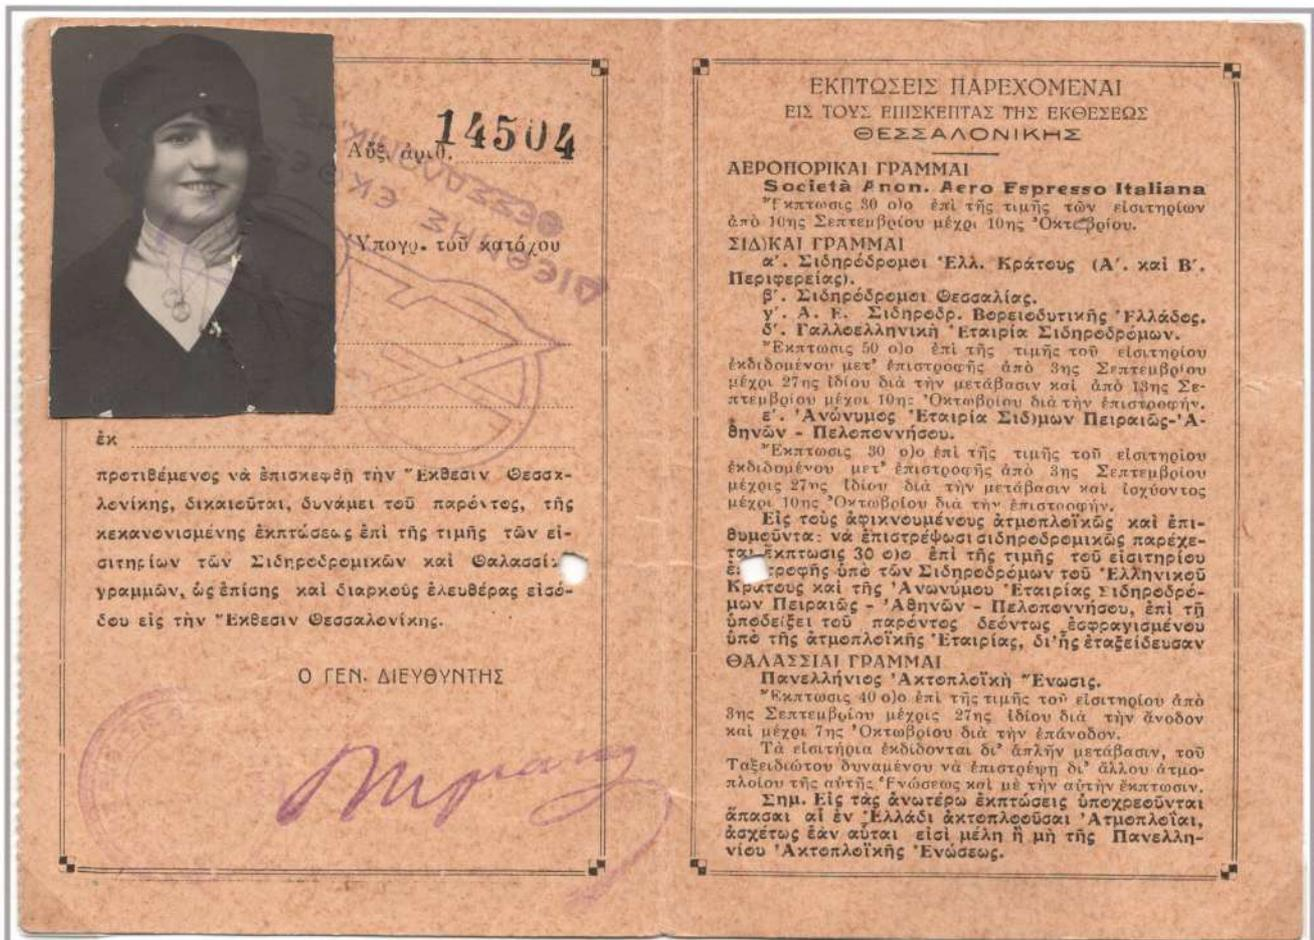 14504
Αὔξ. ἀριθ.
Ὑπογρ. τοῦ κατόχου
ΔΙΕΘΝΗΣ ΕΚΘΕ
ΘΕΣΣΑΛΟΝΙΚΗΣ
ἐκ
προτιθέμενος νὰ ἐπισκεφθῇ τὴν Ἔκθεσιν Θεσσα-
λονίκης, δικαιοῦται, δυνάμει τοῦ παρόντος, τῆς
κεκανονισμένης ἐκπτώσεως ἐπὶ τῆς τιμῆς τῶν εἰ-
σιτηρίων τῶν Σιδηροδρομικῶν καὶ Θαλασσί
γραμμῶν, ὡς ἐπίσης καὶ διαρκοῦς ἐλευθέρας εἰσό-
δου εἰς τὴν Ἔκθεσιν Θεσσαλονίκης.
Ο ΓΕΝ. ΔΙΕΥΘΥΝΤΗΣ
ΕΚΠΤΩΣΕΙΣ ΠΑΡΕΧΟΜΕΝΑΙ
ΕΙΣ ΤΟΥΣ ΕΠΙΣΚΕΠΤΑΣ ΤΗΣ ΕΚΘΕΣΕΩΣ
ΘΕΣΣΑΛΟΝΙΚΗΣ
ΑΕΡΟΠΟΡΙΚΑΙ ΓΡΑΜΜΑΙ
Società Anon. Aero Espresso Italiana
Ἔκπτωσις 30 ο)ο ἐπὶ τῆς τιμῆς τῶν εἰσιτηρίων
ἀπὸ 10ης Σεπτεμβρίου μέχρι 10ης Ὀκτωβρίου.
ΣΙΔ)ΚΑΙ ΓΡΑΜΜΑΙ
α'. Σιδηρόδρομοι Ἑλλ. Κράτους (Α'. καὶ Β'.
Περιφερείας).
β'. Σιδηρόδρομοι Θεσσαλίας.
γ'. Α. Ε. Σιδηροδρ. Βορειοδυτικῆς Ἑλλάδος.
δ'. Γαλλοελληνικὴ Ἑταιρία Σιδηροδρόμων.
Ἔκπτωσις 50 ο)ο ἐπὶ τῆς τιμῆς τοῦ εἰσιτηρίου
ἐκδιδομένου μετ' ἐπιστροφῆς ἀπὸ 3ης Σεπτεμβρίου
μέχρι 27ης ἰδίου διὰ τὴν μετάβασιν καὶ ἀπὸ 13ης Σε-
πτεμβρίου μέχρι 10ης Ὀκτωβρίου διὰ τὴν ἐπιστροφήν.
ε'. Ἀνώνυμος Ἑταιρία Σιδ)μων Πειραιῶς-Ἀ-
θηνῶν - Πελοποννήσου.
Ἔκπτωσις 30 ο)ο ἐπὶ τῆς τιμῆς τοῦ εἰσιτηρίου
ἐκδιδομένου μετ' ἐπιστροφῆς ἀπὸ 3ης Σεπτεμβρίου
μέχρις 27ης ἰδίου διὰ τὴν μετάβασιν καὶ ἰσχύοντος
μέχρι 10ης Ὀκτωβρίου διὰ τὴν ἐπιστροφήν.
Εἰς τοὺς ἀφικνουμένους ἀτμοπλοϊκῶς καὶ ἐπι-
θυμοῦντας νὰ ἐπιστρέψωσι σιδηροδρομικῶς παρέχε-
ται ἔκπτωσις 30 ο)ο ἐπὶ τῆς τιμῆς τοῦ εἰσιτηρίου
ἐπιστροφῆς ὑπὸ τῶν Σιδηροδρόμων τοῦ Ἑλληνικοῦ
Κράτους καὶ τῆς Ἀνωνύμου Ἑταιρίας Σιδηροδρό-
μων Πειραιῶς - Ἀθηνῶν - Πελοποννήσου, ἐπὶ τῇ
ὑποδείξει τοῦ παρόντος δεόντως ἐσφραγισμένου
ὑπὸ τῆς ἀτμοπλοϊκῆς Ἑταιρίας, δι' ἧς ἐταξείδευσαν
ΘΑΛΑΣΣΙΑΙ ΓΡΑΜΜΑΙ
Πανελλήνιος Ἀκτοπλοϊκὴ Ἕνωσις.
Ἔκπτωσις 40 ο)ο ἐπὶ τῆς τιμῆς τοῦ εἰσιτηρίου ἀπὸ
3ης Σεπτεμβρίου μέχρις 27ης ἰδίου διὰ τὴν ἄνοδον
καὶ μέχρι 7ης Ὀκτωβρίου διὰ τὴν ἐπάνοδον.
Τὰ εἰσιτήρια ἐκδίδονται δι' ἁπλῆν μετάβασιν, τοῦ
Ταξειδιώτου δυναμένου νὰ ἐπιστρέψῃ δι' ἄλλου ἀτμο-
πλοίου τῆς αὐτῆς Ἑνώσεως καὶ μὲ τὴν αὐτὴν ἔκπτωσιν.
Σημ. Εἰς τὰς ἀνωτέρω ἐκπτώσεις ὑποχρεοῦνται
ἅπασαι αἱ ἐν Ἑλλάδι ἀκτοπλοοῦσαι Ἀτμοπλοΐαι,
ἀσχέτως ἐὰν αὗται εἰσὶ μέλη ἢ μὴ τῆς Πανελλη-
νίου Ἀκτοπλοϊκῆς Ἑνώσεως.